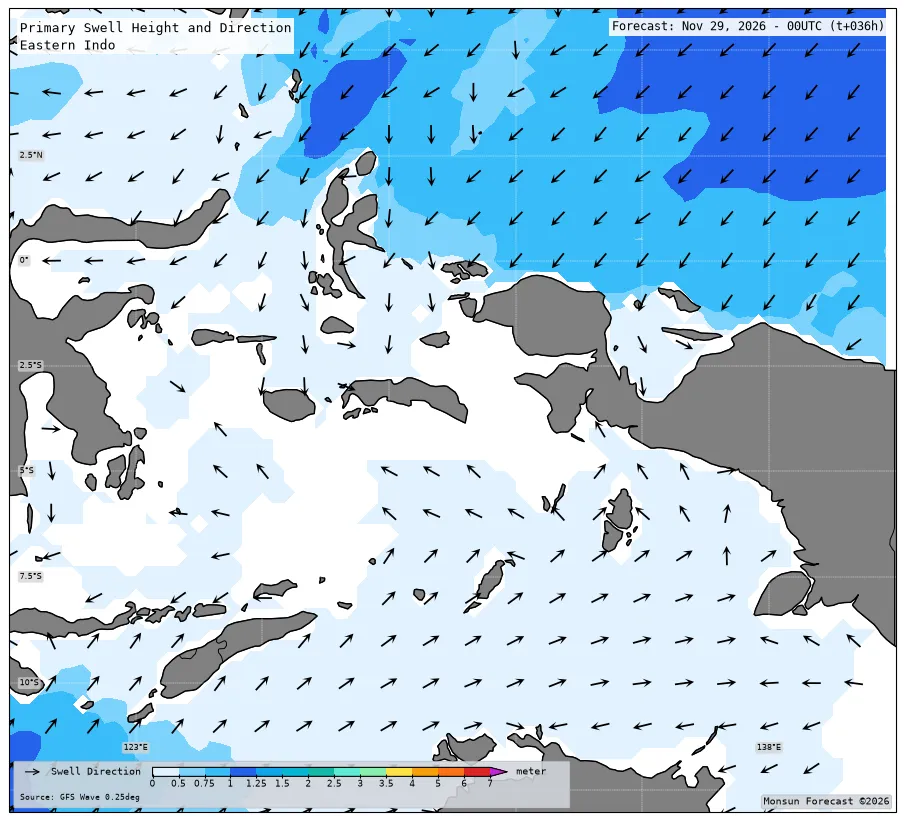 Primary Swell Height and Direction
Eastern Indo
Forecast: Nov 29, 2026 - 00UTC (t+036h)
2.5°N
0°
2.5°S
5°S
7.5°S
10°S
123°E
138°E
Swell Direction
0 0.5 0.75 1 1.25 1.5 2 2.5 3 3.5 4 5 6 7
meter
Source: GFS Wave 0.25deg
Monsun Forecast ©2026